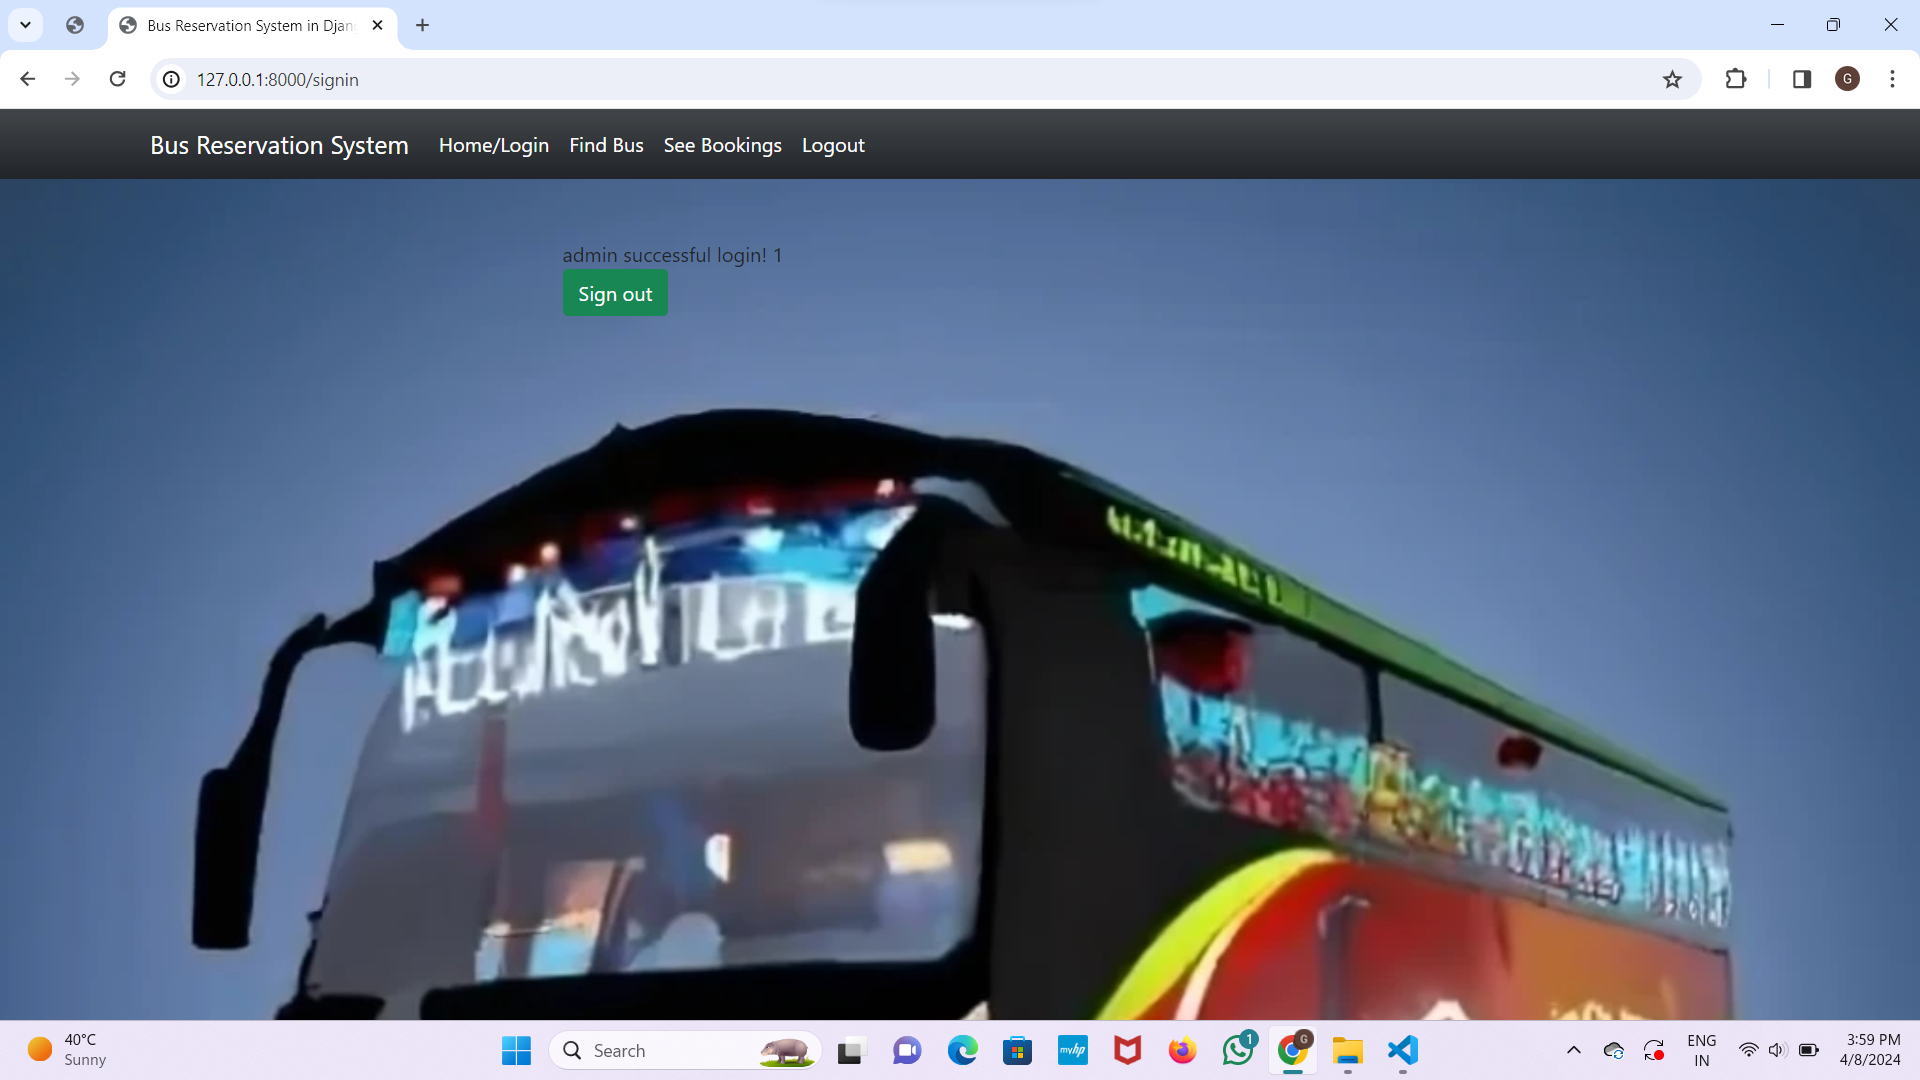 Bus Reservation System in Djan
127.0.0.1:8000/signin
G
Bus Reservation System
Home/Login
Find Bus
See Bookings
Logout
admin successful login! 1
Sign out
40°C
Sunny
Search
myhp
1
G
ENG
IN
3:59 PM
4/8/2024